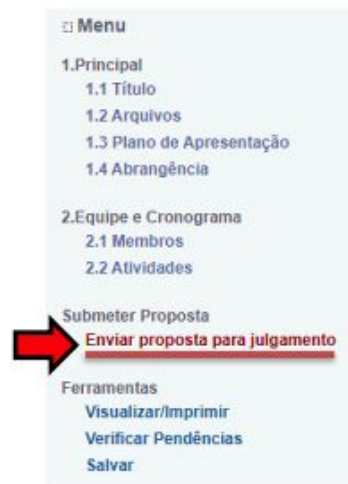 Menu
1.Principal
1.1 Título
1.2 Arquivos
1.3 Plano de Apresentação
1.4 Abrangência
2.Equipe e Cronograma
2.1 Membros
2.2 Atividades
Submeter Proposta
Enviar proposta para julgamento
Ferramentas
Visualizar/Imprimir
Verificar Pendências
Salvar